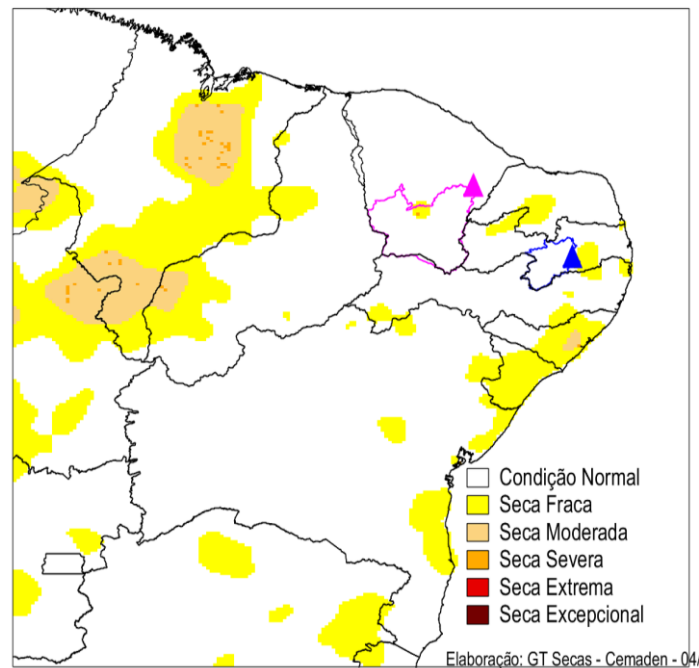 Condição Normal
Seca Fraca
Seca Moderada
Seca Severa
Seca Extrema
Seca Excepcional
Elaboração: GT Secas - Cemaden - 04/